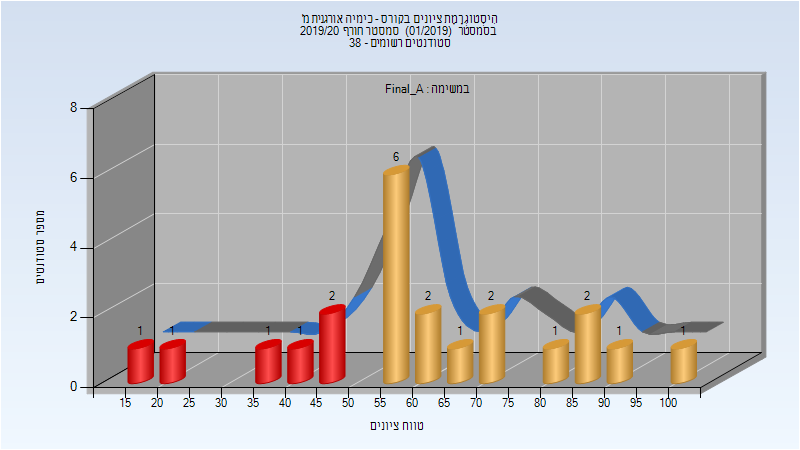 היסטוגרמת ציונים בקורס - כימיה אורגנית מ'
בסמסטר (01/2019) סמסטר חורף 2019/20
סטודנטים רשומים - 38
במשימה : Final_A
מספר סטודנטים
8
6
4
2
0
1
1
1
1
2
6
2
1
2
1
2
1
1
15 20 25 30 35 40 45 50 55 60 65 70 75 80 85 90 95 100
טווח ציונים